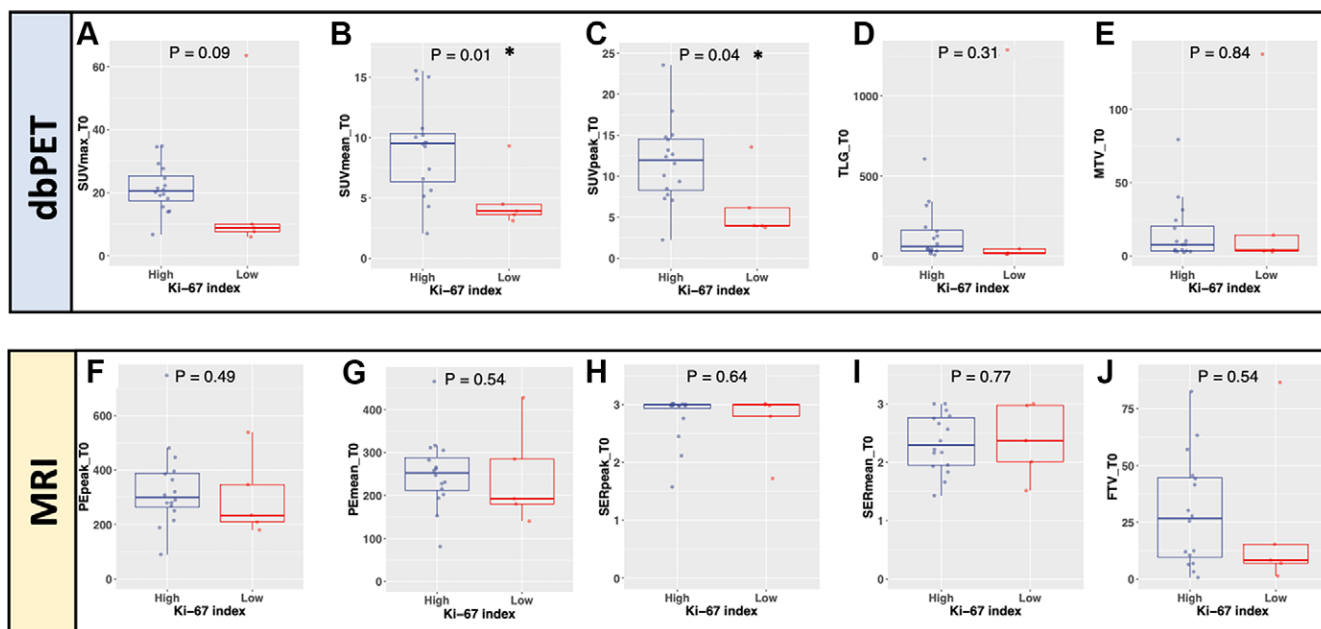 dbPET
A
P = 0.09
SUVmax_T0
60
40
20
0
High
Low
Ki-67 index
B
P = 0.01 *
SUVmean_T0
15
10
5
0
High
Low
Ki-67 index
C
P = 0.04 *
SUVpeak_T0
25
20
15
10
5
0
High
Low
Ki-67 index
D
P = 0.31
TLG_T0
1000
500
0
High
Low
Ki-67 index
E
P = 0.84
MTV_T0
100
50
0
High
Low
Ki-67 index
MRI
F
P = 0.49
PEpeak_T0
600
400
200
0
High
Low
Ki-67 index
G
P = 0.54
PEmean_T0
400
300
200
100
0
High
Low
Ki-67 index
H
P = 0.64
SERpeak_T0
3
2
1
0
High
Low
Ki-67 index
I
P = 0.77
SERmean_T0
3
2
1
0
High
Low
Ki-67 index
J
P = 0.54
FTV_T0
75
50
25
0
High
Low
Ki-67 index